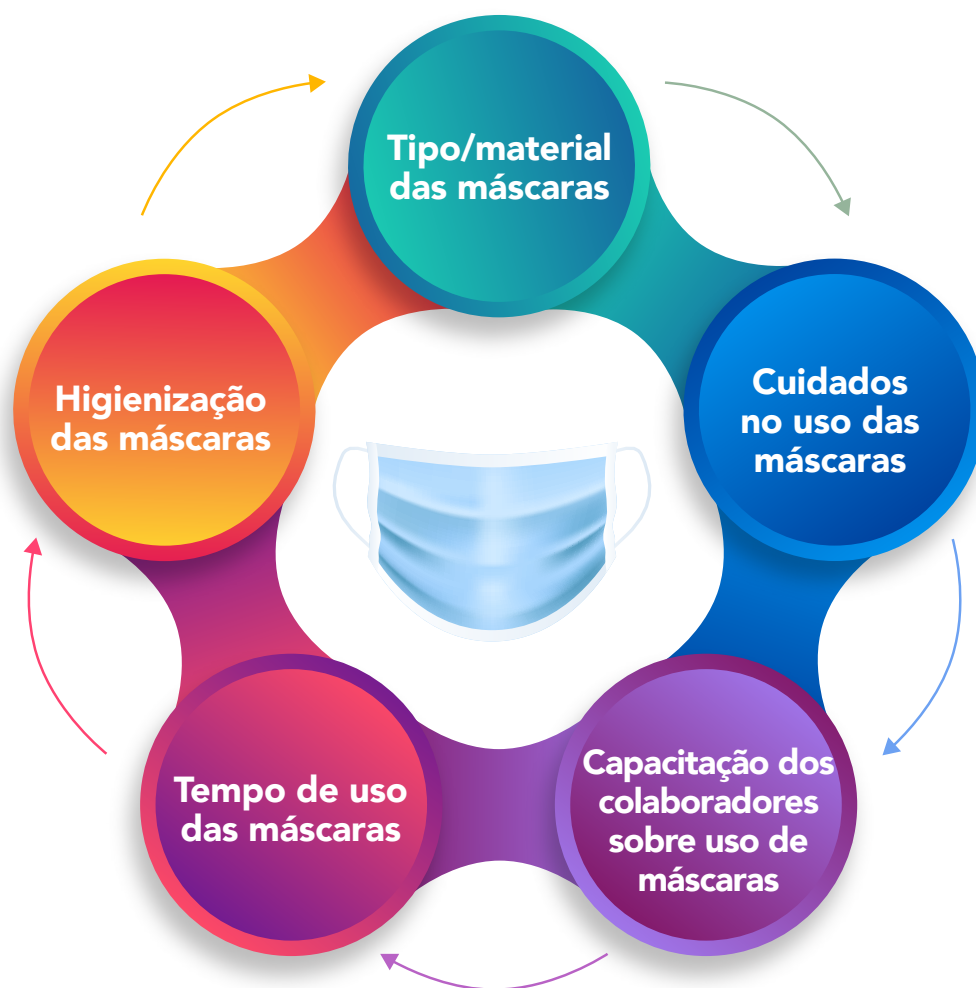 Tipo/material
das máscaras
Cuidados
no uso das
máscaras
Capacitação dos
colaboradores
sobre uso de
máscaras
Tempo de uso
das máscaras
Higienização
das máscaras